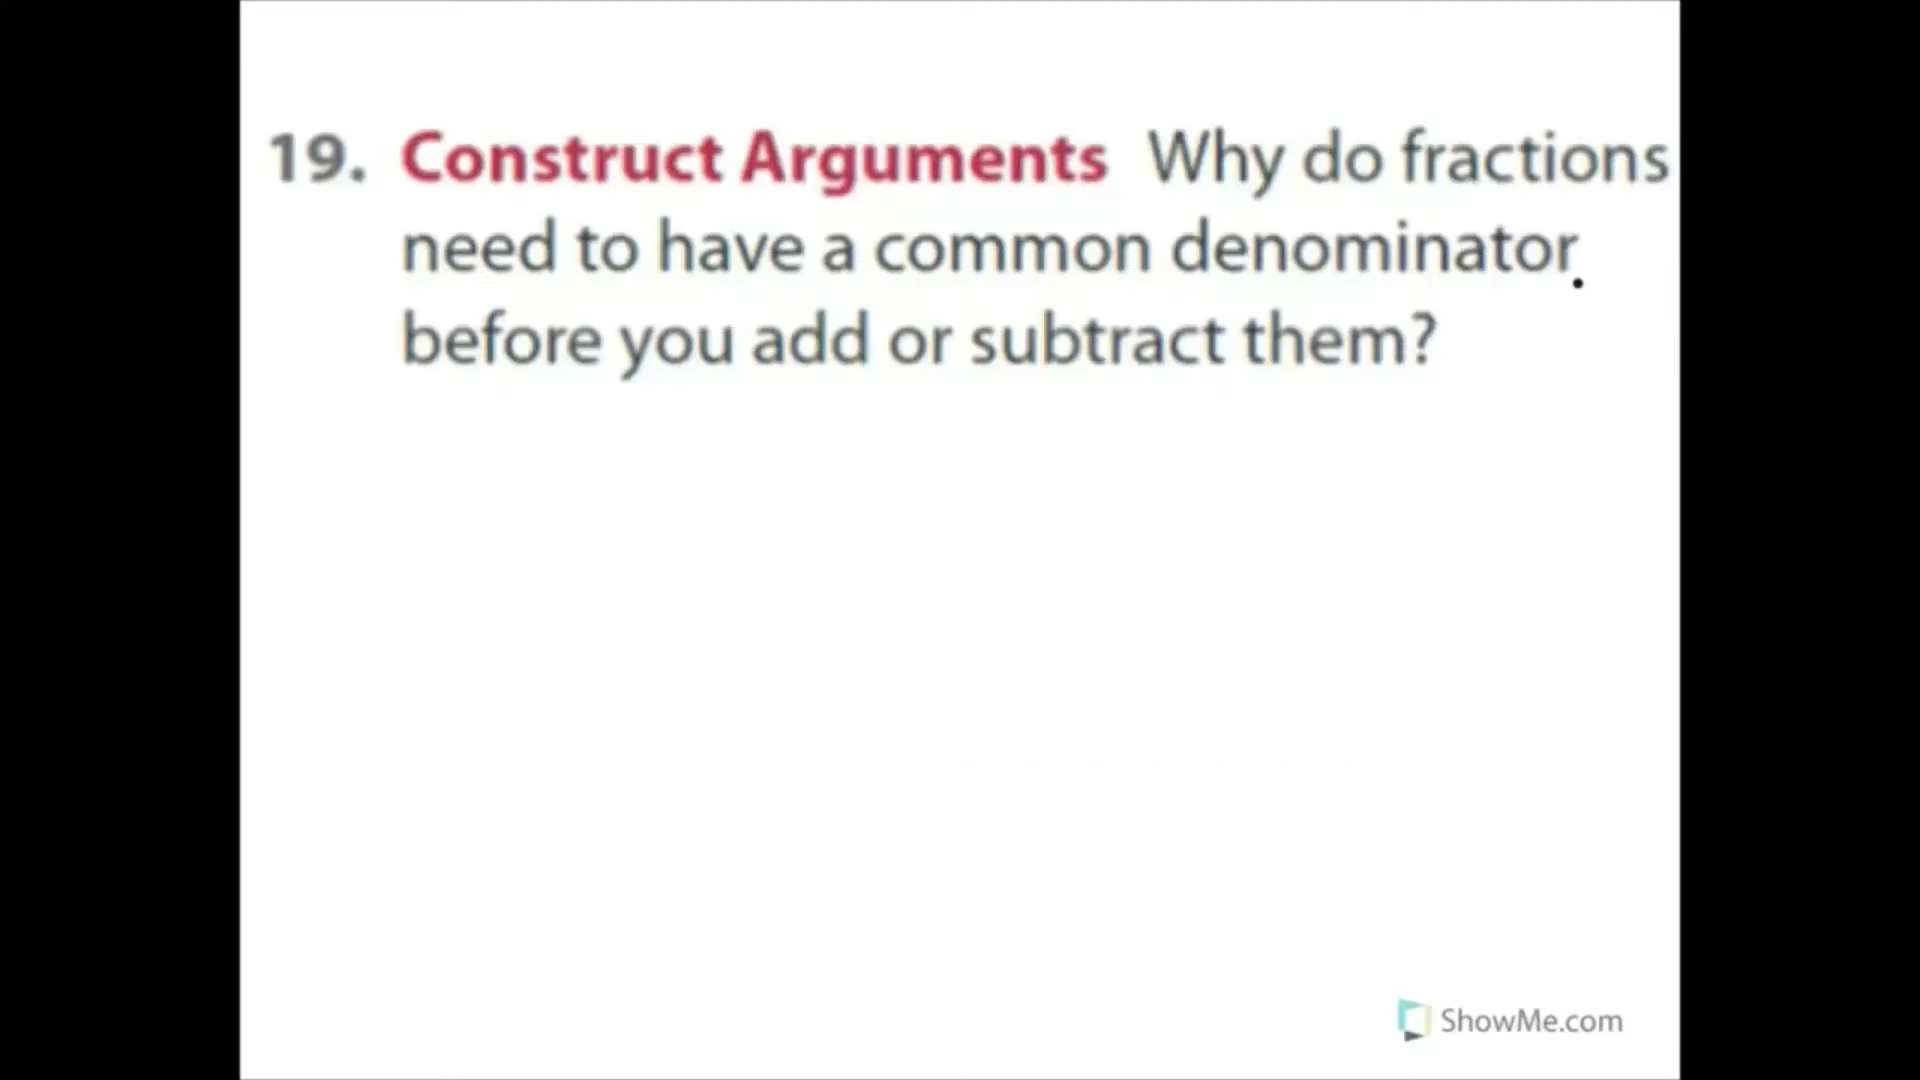 19. Construct Arguments Why do fractions
need to have a common denominator
before you add or subtract them?
ShowMe.com